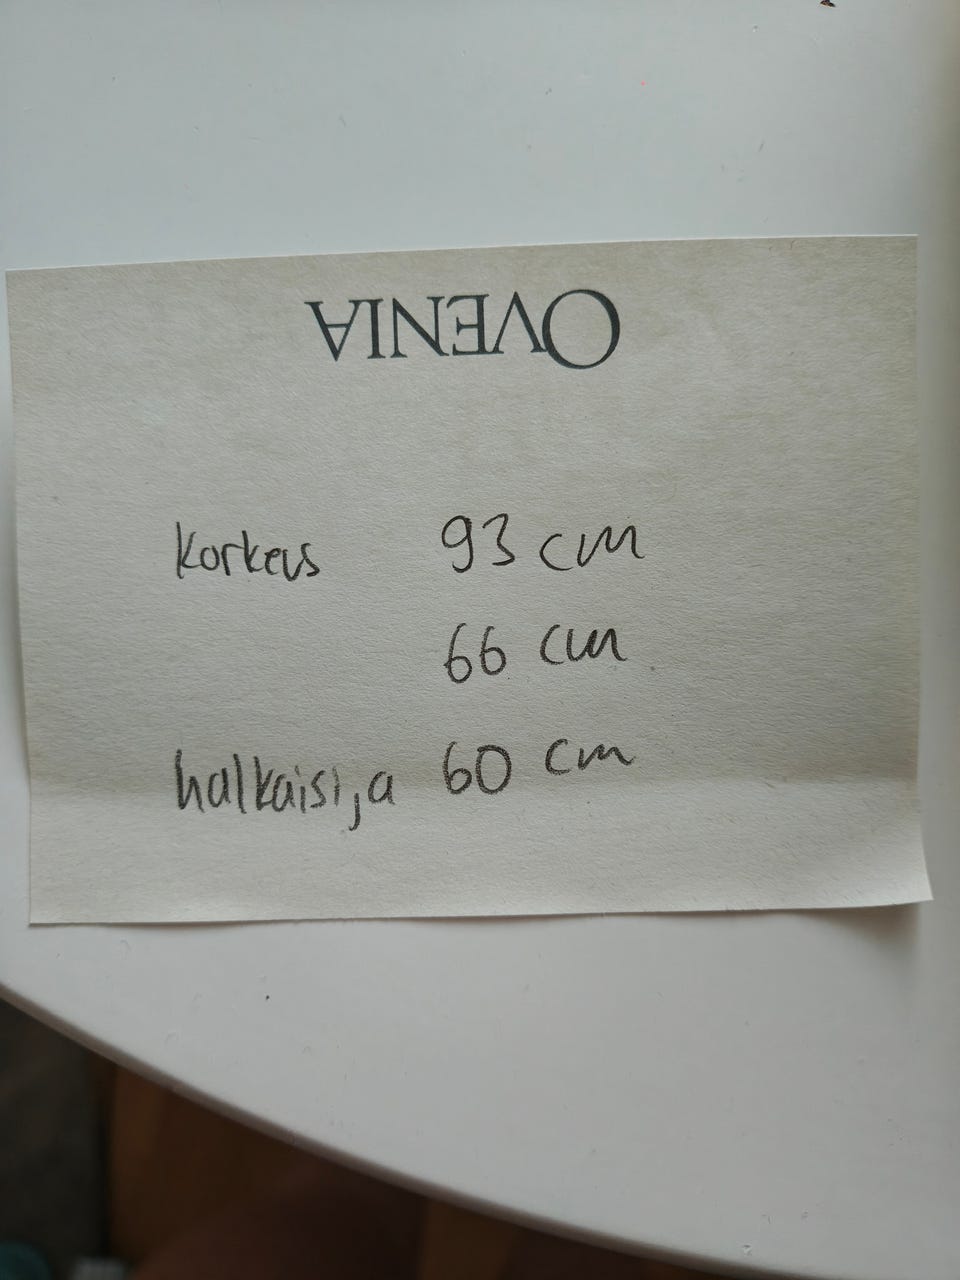 OVENIA
Korkeus 93 cm
66 cm
halkaisija 60 cm